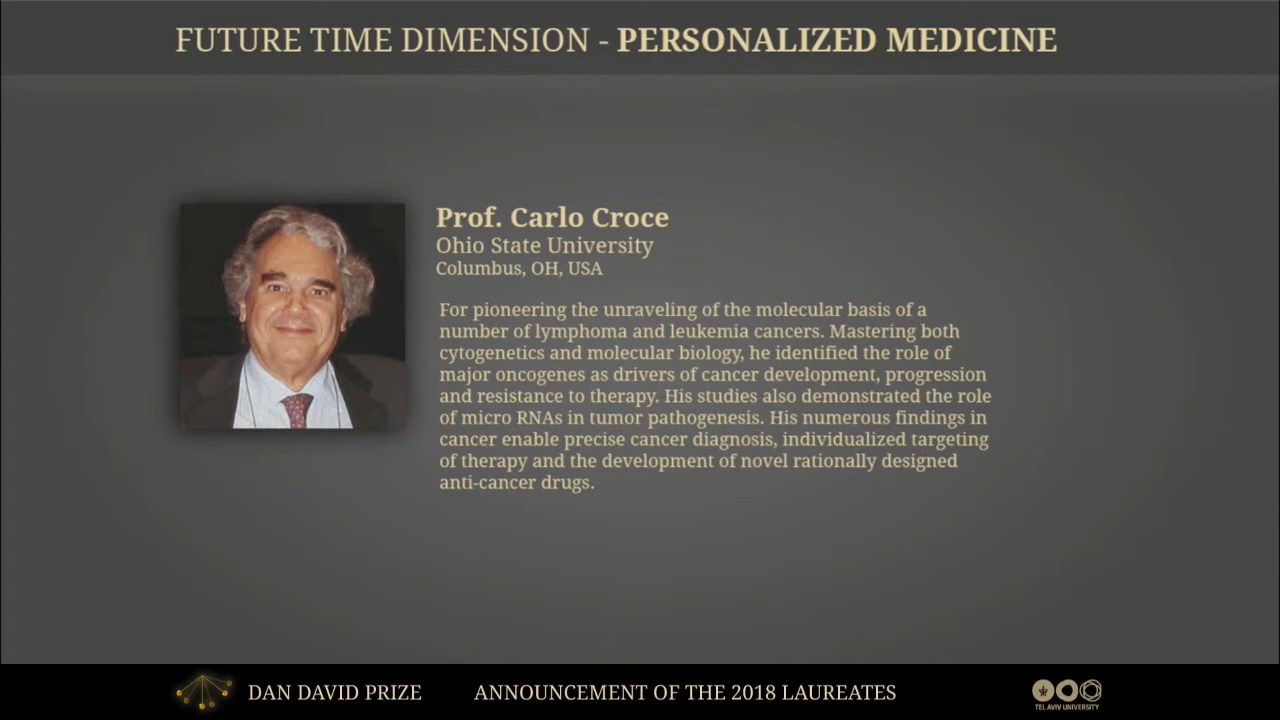 FUTURE TIME DIMENSION - PERSONALIZED MEDICINE
Prof. Carlo Croce
Ohio State University
Columbus, OH, USA
For pioneering the unraveling of the molecular basis of a
number of lymphoma and leukemia cancers. Mastering both
cytogenetics and molecular biology, he identified the role of
major oncogenes as drivers of cancer development, progression
and resistance to therapy. His studies also demonstrated the role
of micro RNAs in tumor pathogenesis. His numerous findings in
cancer enable precise cancer diagnosis, individualized targeting
of therapy and the development of novel rationally designed
anti-cancer drugs.
DAN DAVID PRIZE ANNOUNCEMENT OF THE 2018 LAUREATES
TEL AVIV UNIVERSITY